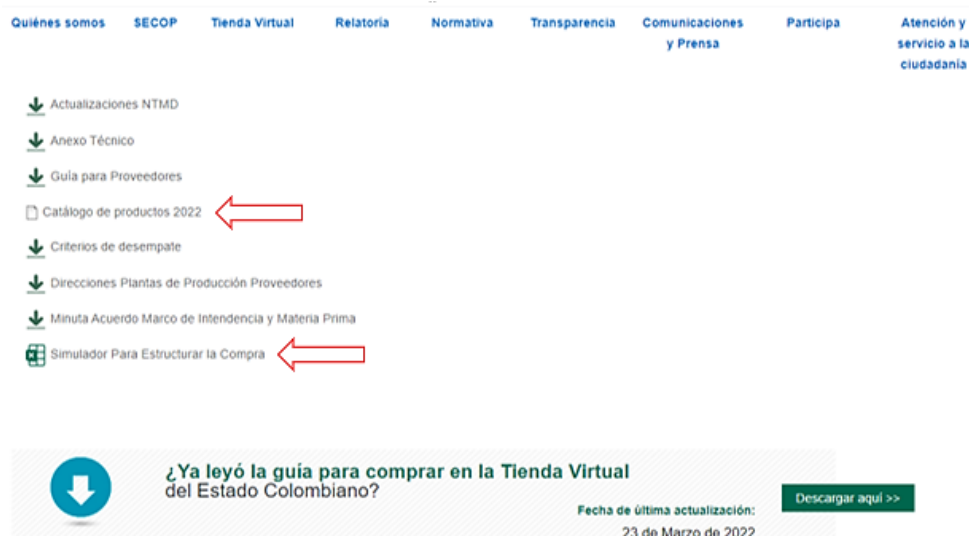 Quiénes somos SECOP Tienda Virtual Relatoría Normativa Transparencia Comunicaciones y Prensa Participa Atención y servicio a la ciudadanía
Actualizaciones NTMD
Anexo Técnico
Guía para Proveedores
Catálogo de productos 2022
Criterios de desempate
Direcciones Plantas de Producción Proveedores
Minuta Acuerdo Marco de Intendencia y Materia Prima
Simulador Para Estructurar la Compra
¿Ya leyó la guía para comprar en la Tienda Virtual
del Estado Colombiano?
Descargar aquí >>
Fecha de última actualización:
23 de Marzo de 2022